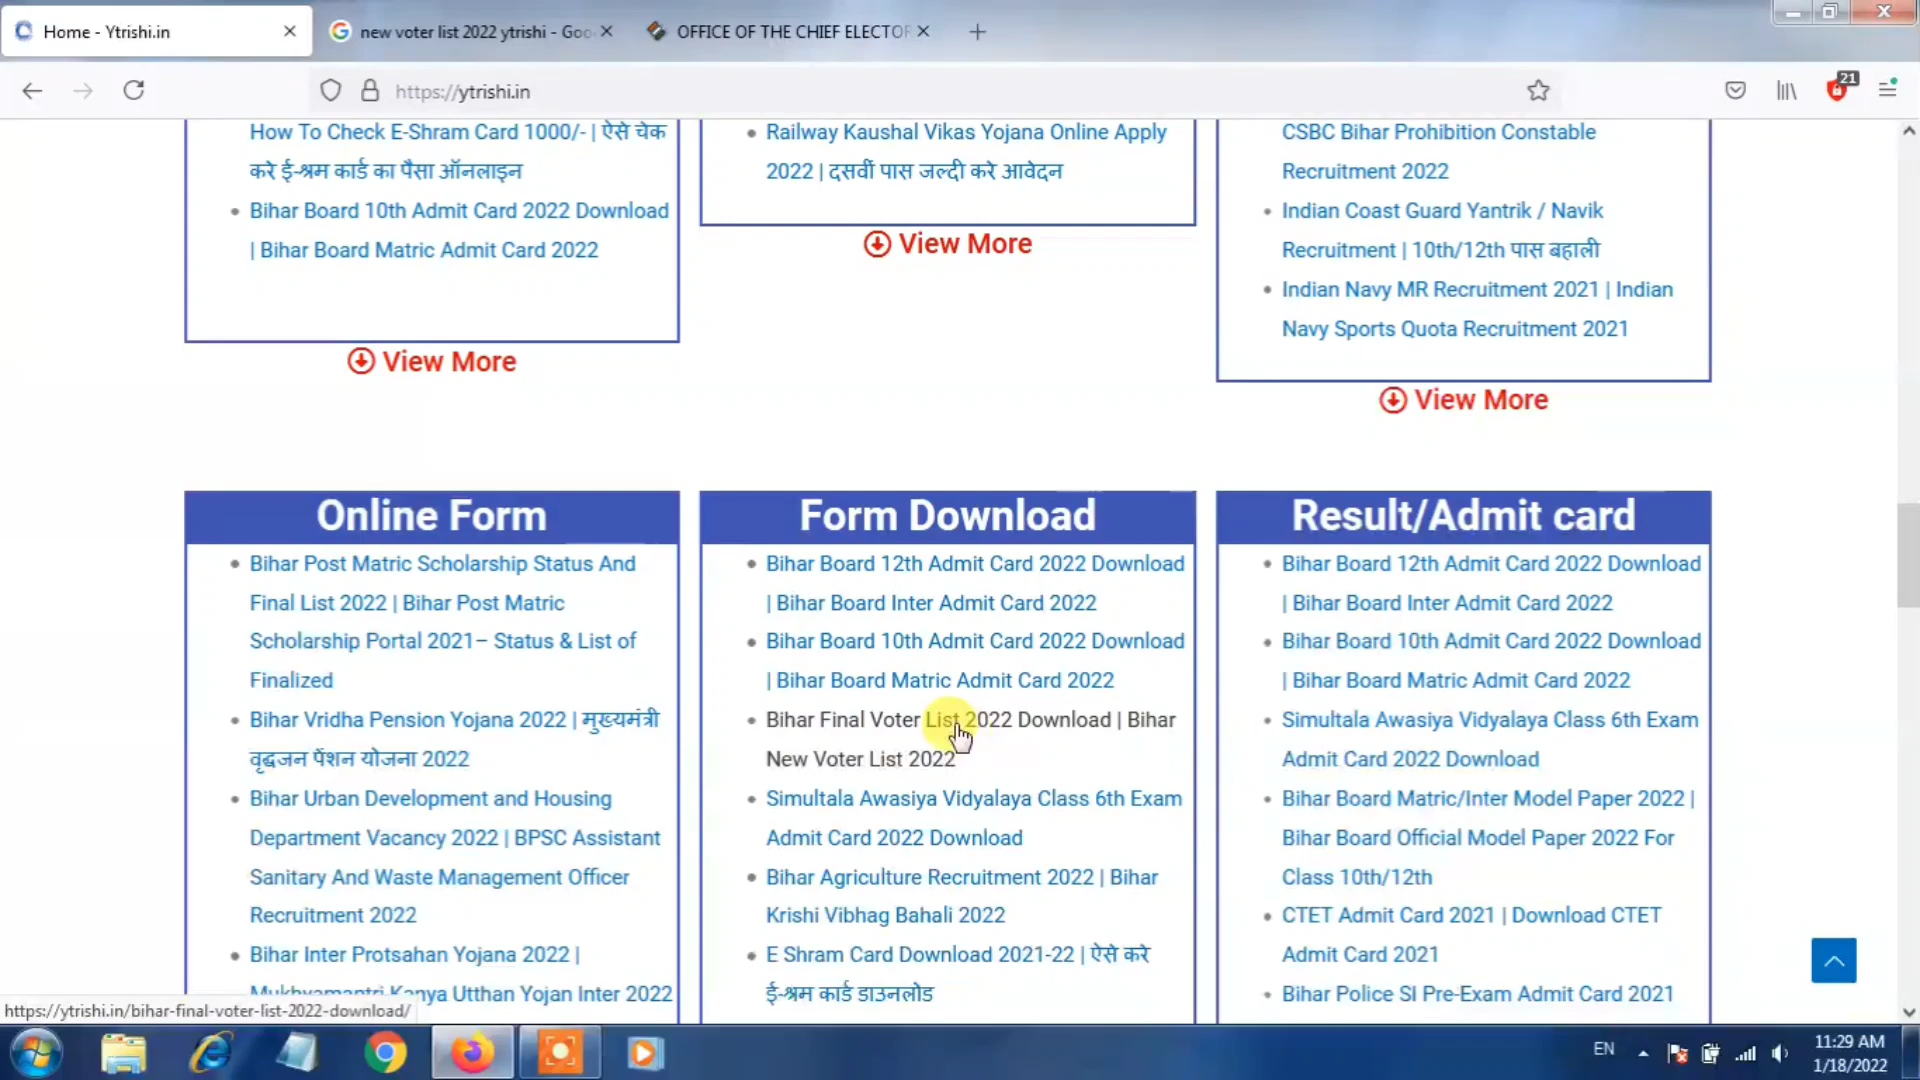 Home - Ytrishi.in
new voter list 2022 ytrishi - Goo
OFFICE OF THE CHIEF ELECTOR
https://ytrishi.in
21
How To Check E-Shram Card 1000/- | ऐसे चेक
करे ई-श्रम कार्ड का पैसा ऑनलाइन
Bihar Board 10th Admit Card 2022 Download
| Bihar Board Matric Admit Card 2022
View More
Railway Kaushal Vikas Yojana Online Apply
2022 | दसवीं पास जल्दी करे आवेदन
View More
CSBC Bihar Prohibition Constable
Recruitment 2022
Indian Coast Guard Yantrik / Navik
Recruitment | 10th/12th पास बहाली
Indian Navy MR Recruitment 2021 | Indian
Navy Sports Quota Recruitment 2021
View More
Online Form
Bihar Post Matric Scholarship Status And
Final List 2022 | Bihar Post Matric
Scholarship Portal 2021– Status & List of
Finalized
Bihar Vridha Pension Yojana 2022 | मुख्यमंत्री
वृद्धजन पेंशन योजना 2022
Bihar Urban Development and Housing
Department Vacancy 2022 | BPSC Assistant
Sanitary And Waste Management Officer
Recruitment 2022
Bihar Inter Protsahan Yojana 2022 |
Mukhyamantri Kanya Utthan Yojan Inter 2022
Form Download
Bihar Board 12th Admit Card 2022 Download
| Bihar Board Inter Admit Card 2022
Bihar Board 10th Admit Card 2022 Download
| Bihar Board Matric Admit Card 2022
Bihar Final Voter List 2022 Download | Bihar
New Voter List 2022
Simultala Awasiya Vidyalaya Class 6th Exam
Admit Card 2022 Download
Bihar Agriculture Recruitment 2022 | Bihar
Krishi Vibhag Bahali 2022
E Shram Card Download 2021-22 | ऐसे करे
ई-श्रम कार्ड डाउनलोड
Result/Admit card
Bihar Board 12th Admit Card 2022 Download
| Bihar Board Inter Admit Card 2022
Bihar Board 10th Admit Card 2022 Download
| Bihar Board Matric Admit Card 2022
Simultala Awasiya Vidyalaya Class 6th Exam
Admit Card 2022 Download
Bihar Board Matric/Inter Model Paper 2022 |
Bihar Board Official Model Paper 2022 For
Class 10th/12th
CTET Admit Card 2021 | Download CTET
Admit Card 2021
Bihar Police SI Pre-Exam Admit Card 2021
https://ytrishi.in/bihar-final-voter-list-2022-download/
EN
11:29 AM
1/18/2022